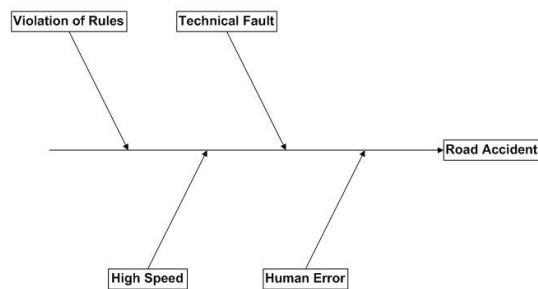 Violation of Rules
Technical Fault
Road Accident
High Speed
Human Error